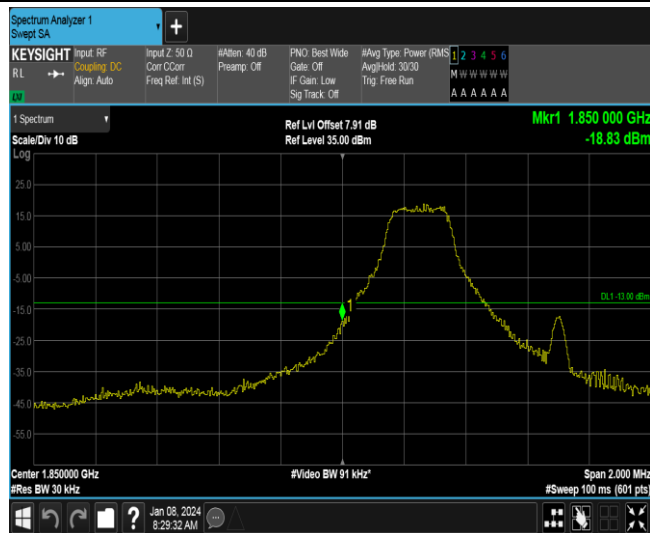 Spectrum Analyzer 1
Swept SA
KEYSIGHT
RL
Input: RF
Coupling: DC
Align: Auto
Input Z: 50 Ω
Corr CCorr
Freq Ref: Int (S)
#Atten: 40 dB
Preamp: Off
PNO: Best Wide
Gate: Off
IF Gain: Low
Sig Track: Off
#Avg Type: Power (RMS
Avg|Hold: 30/30
Trig: Free Run
1 2 3 4 5 6
M W W W W W
A A A A A A
1 Spectrum
Scale/Div 10 dB
Ref Lvl Offset 7.91 dB
Ref Level 35.00 dBm
Mkr1 1.850 000 GHz
-18.83 dBm
Log
25.0
15.0
5.00
-5.00
DL1 -13.00 dBm
1
-15.0
-25.0
-35.0
-45.0
-55.0
Center 1.850000 GHz
#Video BW 91 kHz*
Span 2.000 MHz
#Res BW 30 kHz
#Sweep 100 ms (601 pts)
Jan 08, 2024
8:29:32 AM